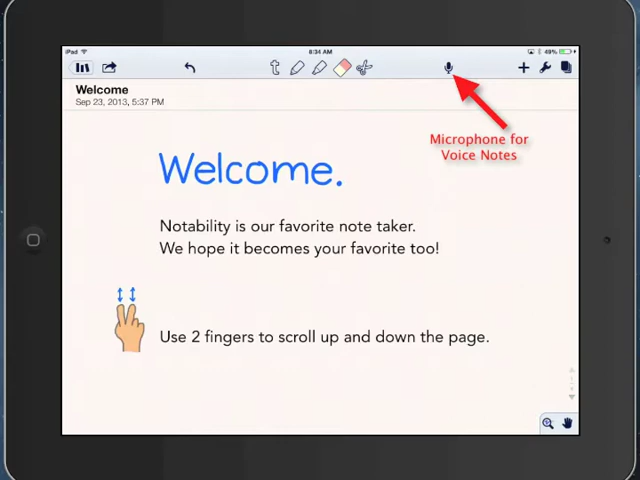 iPad
8:34 AM
49%
t
Welcome
Sep 23, 2013, 5:37 PM
Microphone for
Voice Notes
Welcome.
Notability is our favorite note taker.
We hope it becomes your favorite too!
Use 2 fingers to scroll up and down the page.